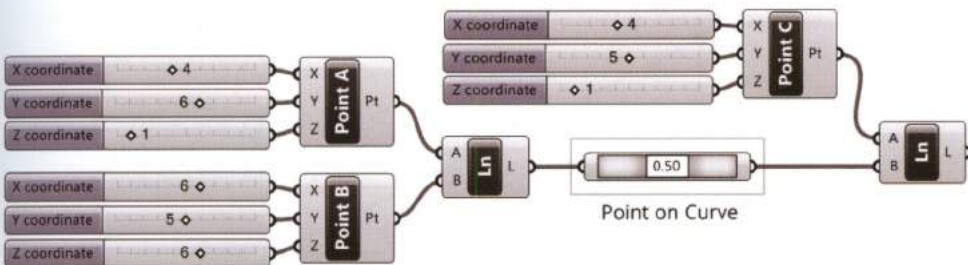 X coordinate 4
Y coordinate 5
Z coordinate 1
X
Y
Z
Point C
Pt
X coordinate 4
Y coordinate 6
Z coordinate 1
X
Y
Z
Point A
Pt
X coordinate 6
Y coordinate 5
Z coordinate 6
X
Y
Z
Point B
Pt
A
B
Ln
L
0.50
Point on Curve
A
B
Ln
L